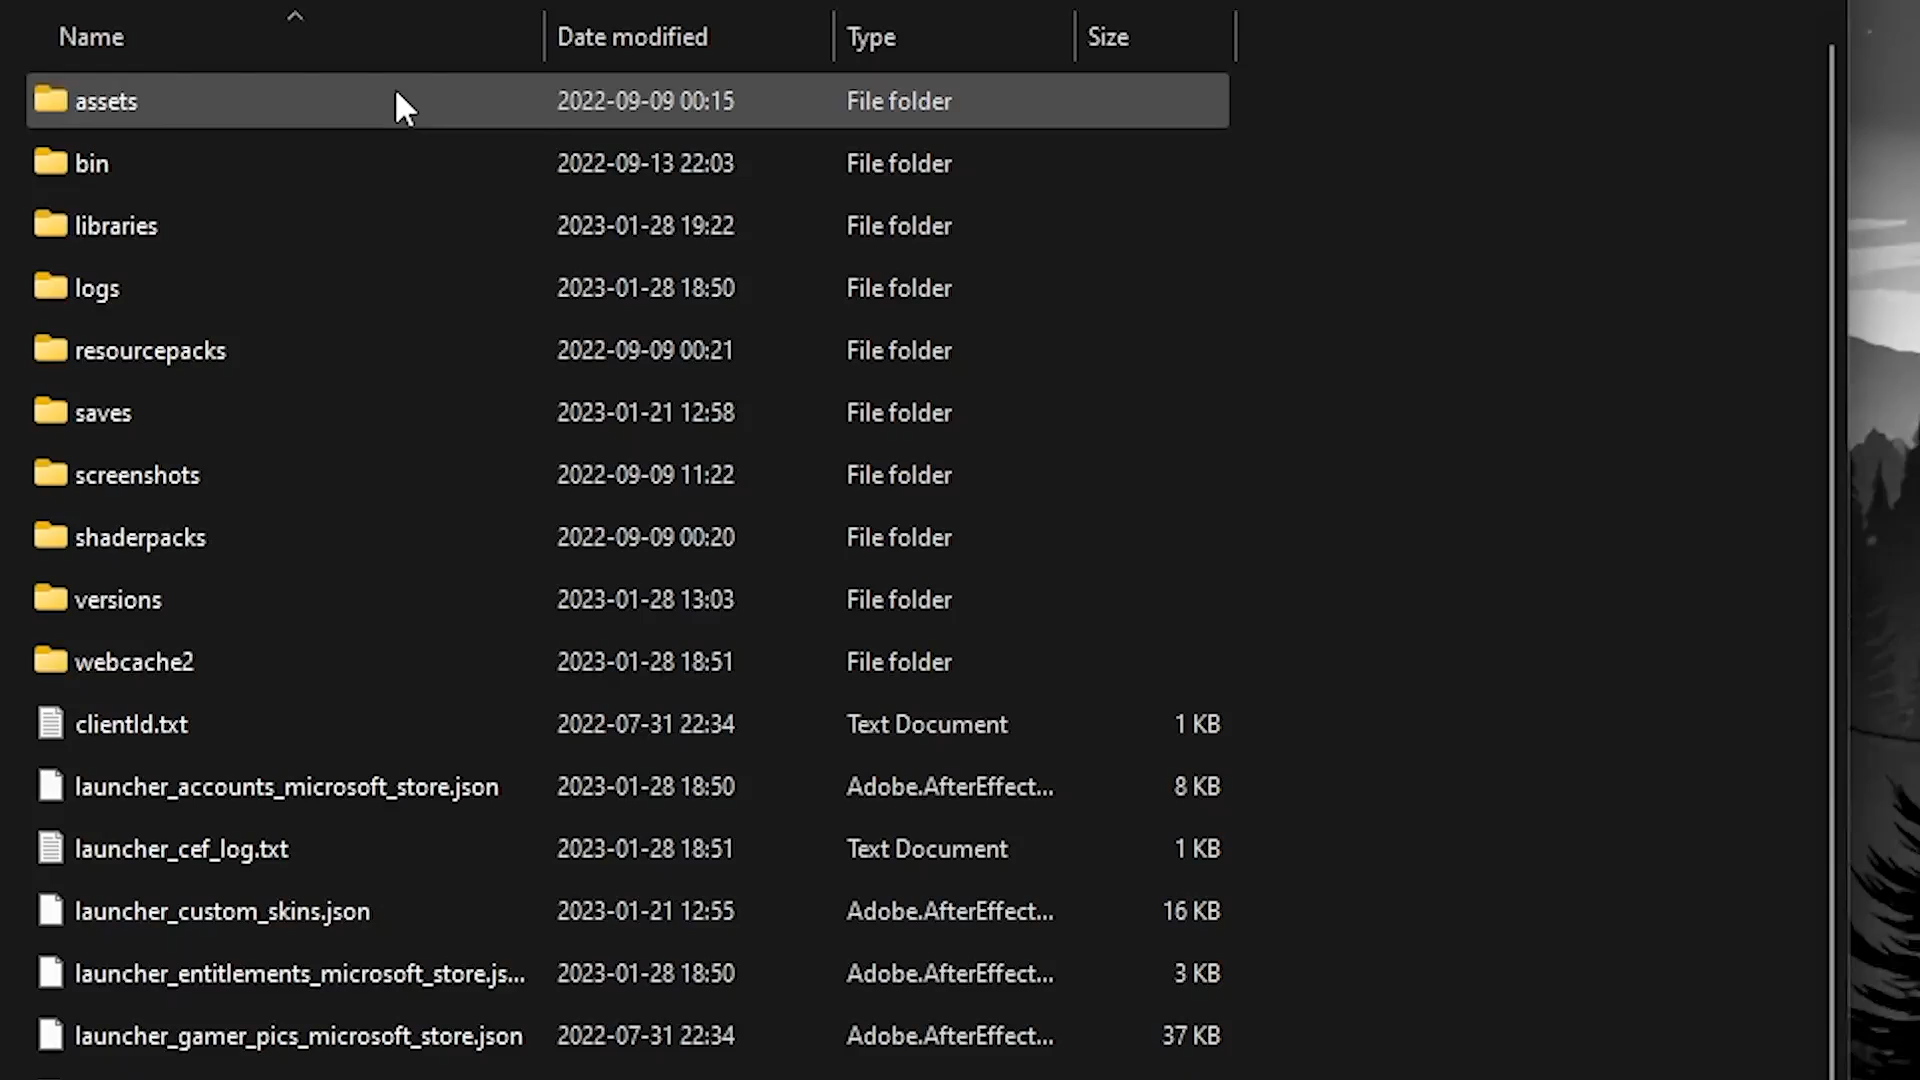 Name Date modified Type Size
assets 2022-09-09 00:15 File folder
bin 2022-09-13 22:03 File folder
libraries 2023-01-28 19:22 File folder
logs 2023-01-28 18:50 File folder
resourcepacks 2022-09-09 00:21 File folder
saves 2023-01-21 12:58 File folder
screenshots 2022-09-09 11:22 File folder
shaderpacks 2022-09-09 00:20 File folder
versions 2023-01-28 13:03 File folder
webcache2 2023-01-28 18:51 File folder
clientId.txt 2022-07-31 22:34 Text Document 1 KB
launcher_accounts_microsoft_store.json 2023-01-28 18:50 Adobe.AfterEffect... 8 KB
launcher_cef_log.txt 2023-01-28 18:51 Text Document 1 KB
launcher_custom_skins.json 2023-01-21 12:55 Adobe.AfterEffect... 16 KB
launcher_entitlements_microsoft_store.js... 2023-01-28 18:50 Adobe.AfterEffect... 3 KB
launcher_gamer_pics_microsoft_store.json 2022-07-31 22:34 Adobe.AfterEffect... 37 KB